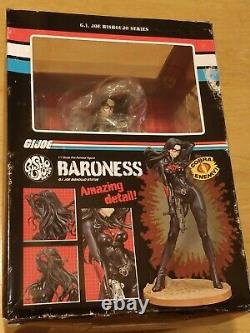 G.I. JOE BISHOUJO SERIES
G.I.JOE
BARONESS
G.I. JOE BISHOUJO STATUE
Amazing
detail!
COBRA
ENEMY